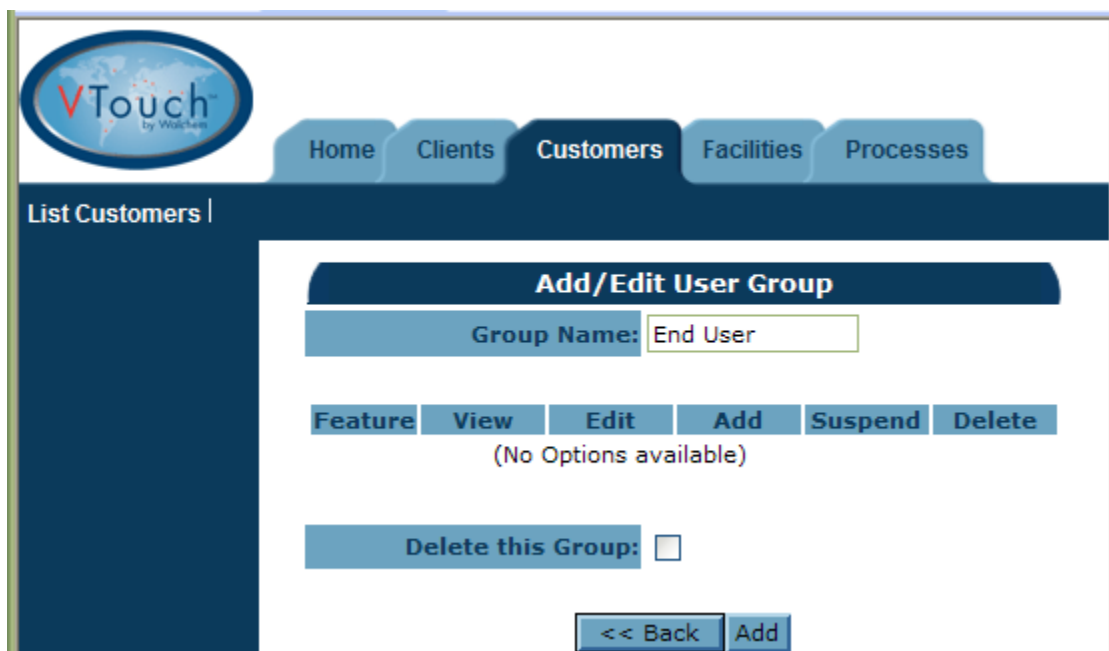 VTouch™
by Walchem
Home Clients Customers Facilities Processes
List Customers |
Add/Edit User Group
Group Name: End User
Feature View Edit Add Suspend Delete
(No Options available)
Delete this Group:
<< Back Add